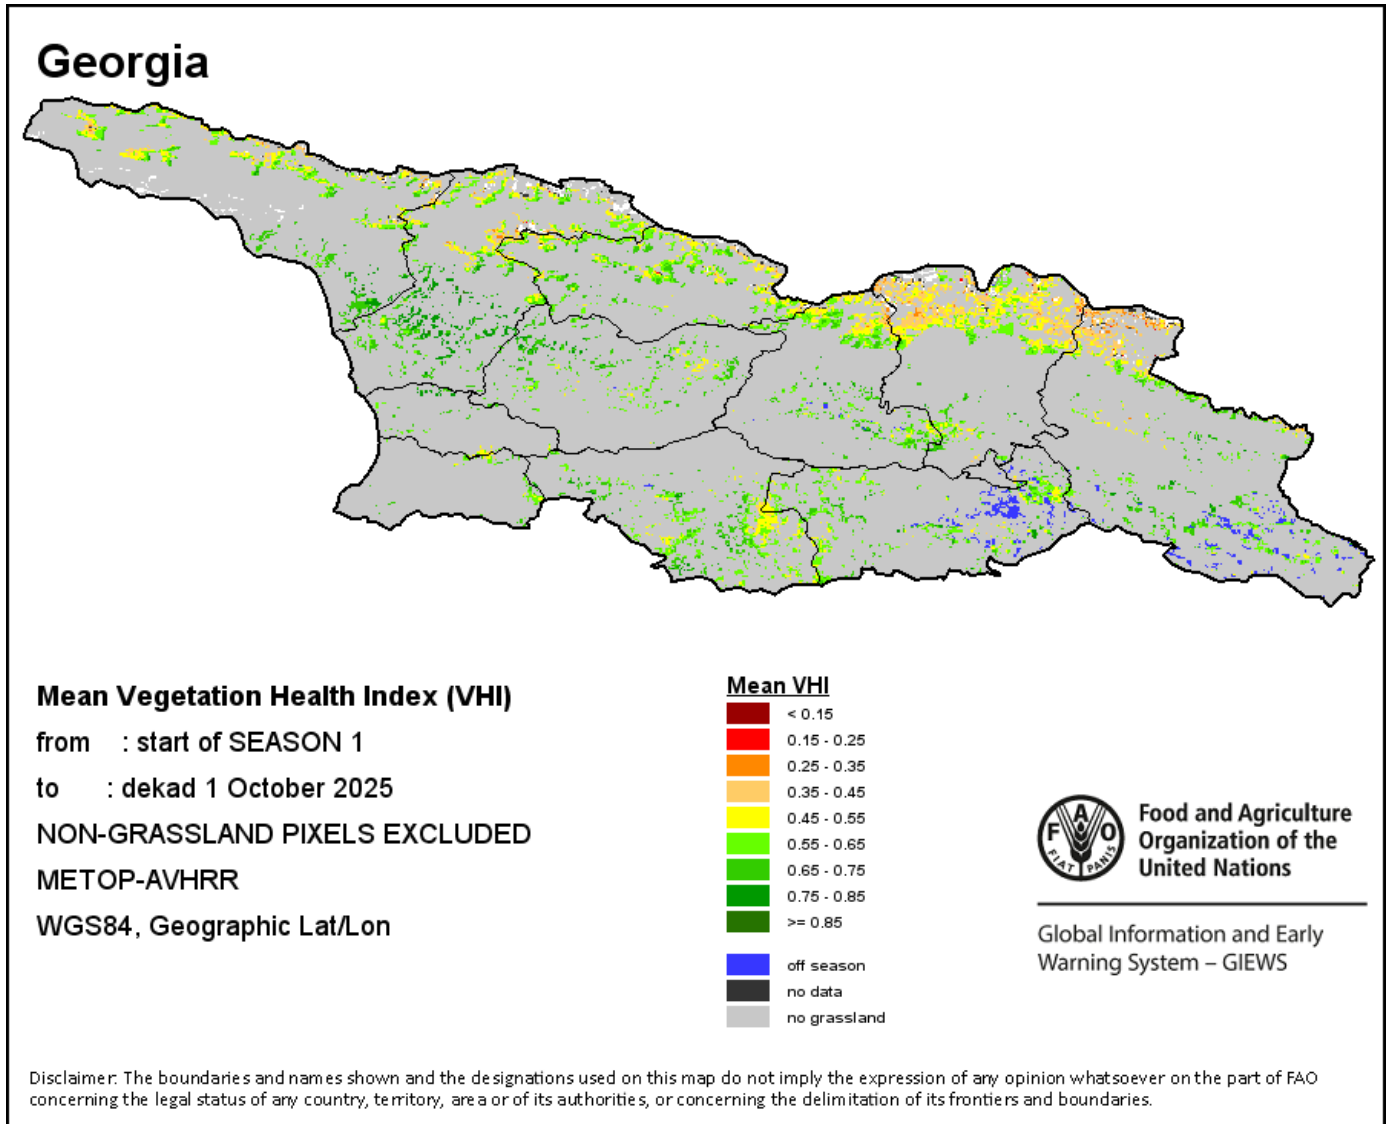 Georgia
Mean Vegetation Health Index (VHI)
from : start of SEASON 1
to : dekad 1 October 2025
NON-GRASSLAND PIXELS EXCLUDED
METOP-AVHRR
WGS84, Geographic Lat/Lon
Mean VHI
< 0.15
0.15 - 0.25
0.25 - 0.35
0.35 - 0.45
0.45 - 0.55
0.55 - 0.65
0.65 - 0.75
0.75 - 0.85
>= 0.85
off season
no data
no grassland
F A O
FIAT PANIS
Food and Agriculture
Organization of the
United Nations
Global Information and Early
Warning System – GIEWS
Disclaimer: The boundaries and names shown and the designations used on this map do not imply the expression of any opinion whatsoever on the part of FAO
concerning the legal status of any country, territory, area or of its authorities, or concerning the delimitation of its frontiers and boundaries.